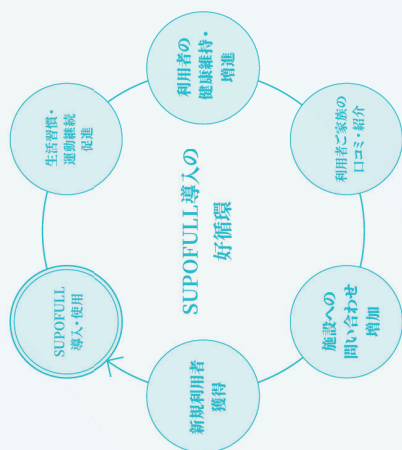 SUPOFULL導入の
好循環
SUPOFULL
導入・使用
生活習慣・
運動継続
促進
利用者の
健康維持・
増進
利用者ご家族の
口コミ・紹介
施設への
問い合わせ
増加
新規利用者
獲得